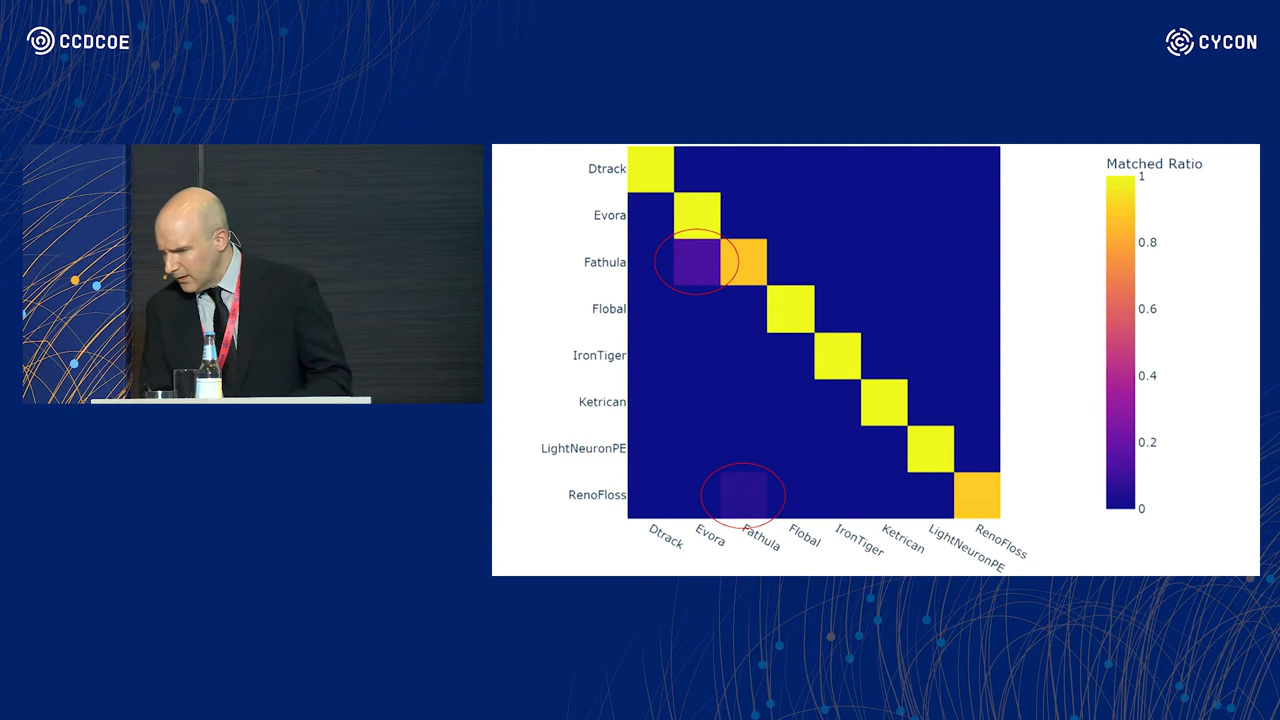 CCDCOE
CYCON
Matched Ratio
Dtrack
Evora
Fathula
Flobal
IronTiger
Ketrican
LightNeuronPE
RenoFloss
1
0.8
0.6
0.4
0.2
0
Dtrack
Evora
Fathula
Flobal
IronTiger
Ketrican
LightNeuronPE
RenoFloss